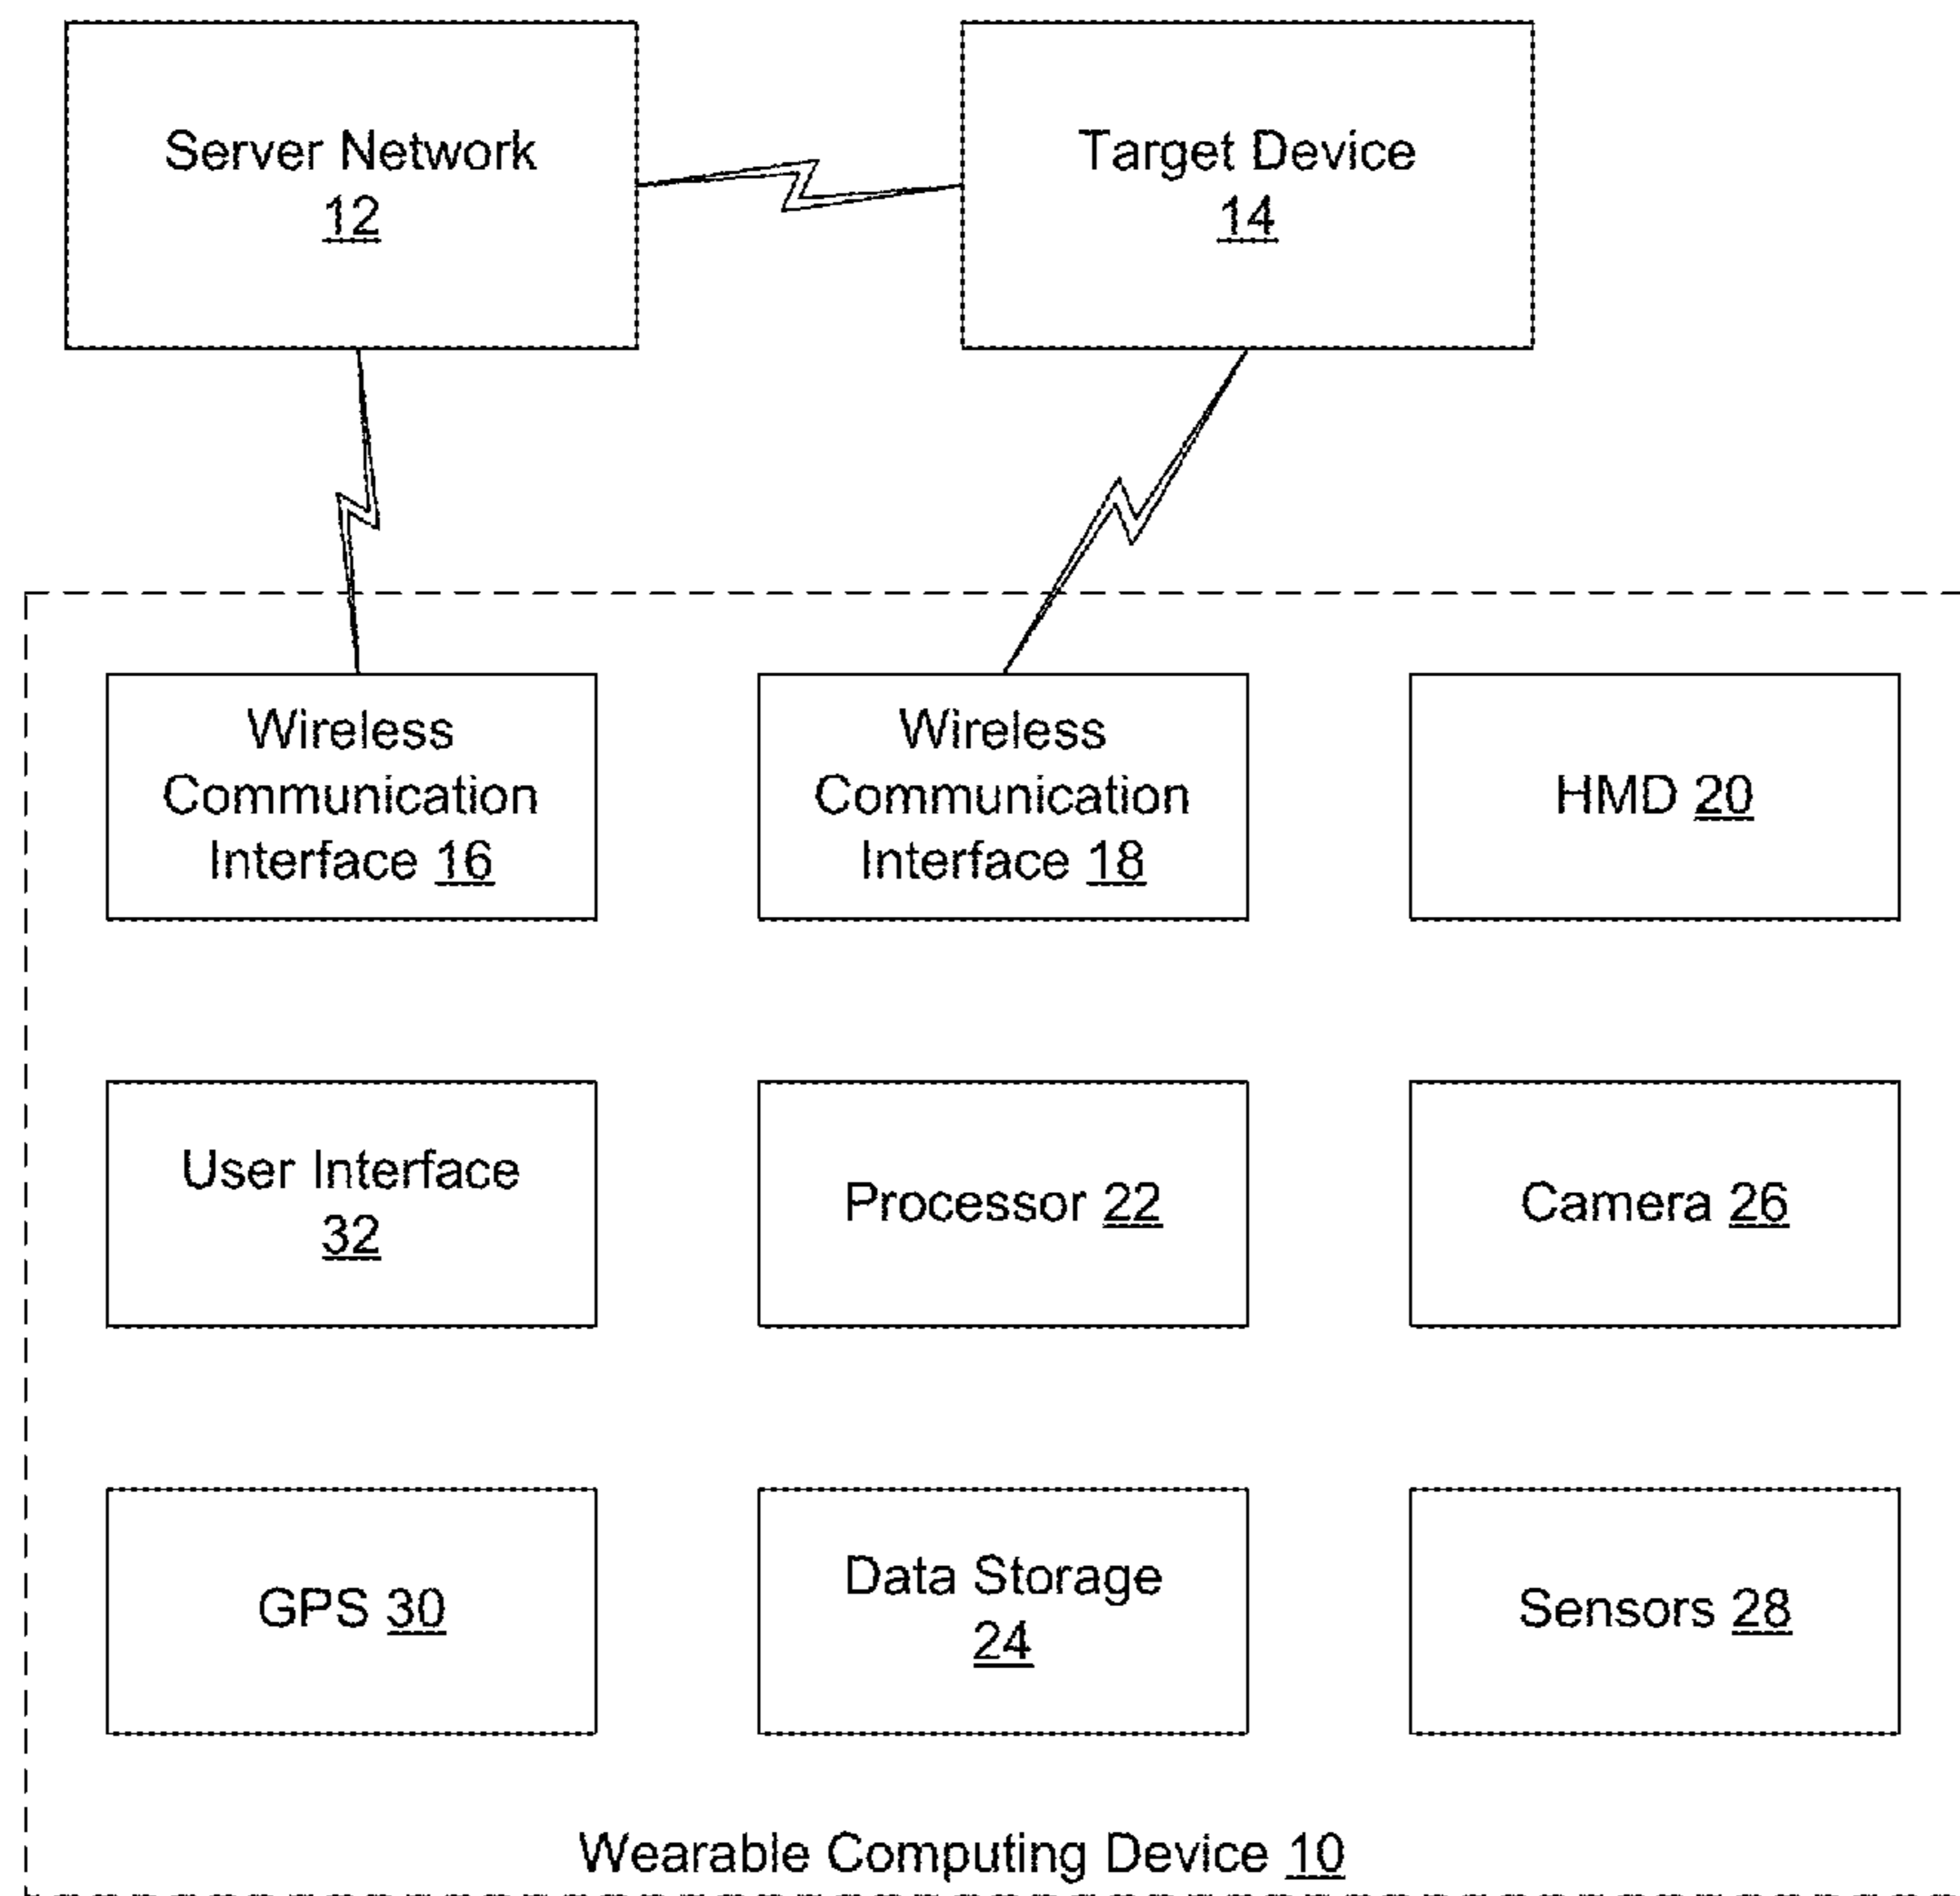 Server Network
12
Target Device
14
Wireless
Communication
Interface 16
Wireless
Communication
Interface 18
HMD 20
User Interface
32
Processor 22
Camera 26
GPS 30
Data Storage
24
Sensors 28
Wearable Computing Device 10